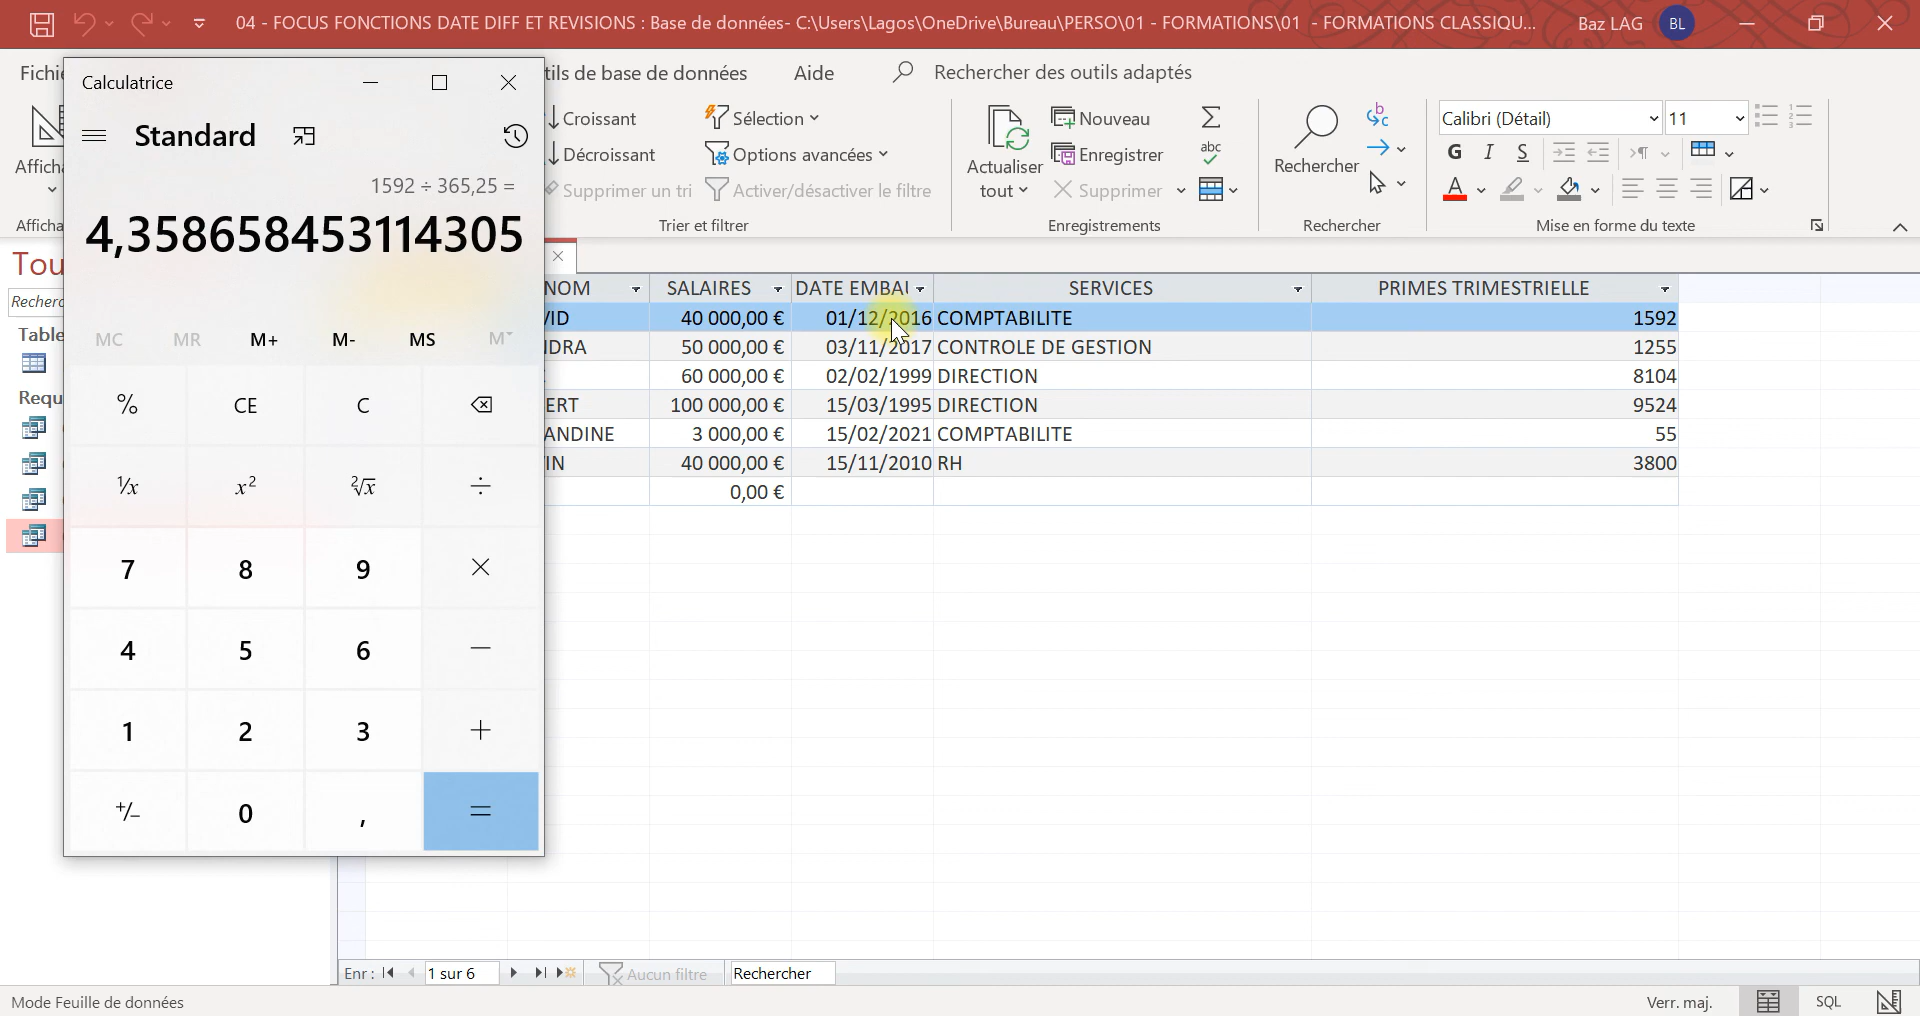 04 - FOCUS FONCTIONS DATE DIFF ET REVISIONS : Base de données- C:\Users\Lagos\OneDrive\Bureau\PERSO\01 - FORMATIONS\01 - FORMATIONS CLASSIQU... Baz LAG BL
Fichi
tils de base de données Aide Rechercher des outils adaptés
Calculatrice
Standard
1592 ÷ 365,25 =
4,358658453114305
MC MR M+ M- MS M˅
% CE C
⅟x x² ²√x ÷
7 8 9 ×
4 5 6 −
1 2 3 +
+/− 0 , =
Afficha
Afficha
Croissant
Décroissant
Supprimer un tri
Sélection
Options avancées
Activer/désactiver le filtre
Trier et filtrer
Actualiser
tout
Nouveau
Enregistrer
Supprimer
Σ
abc
Enregistrements
Rechercher
Rechercher
Calibri (Détail) 11
G I S
A
Mise en forme du texte
Tou
Recherc
Table
Requ
NOM SALAIRES DATE EMBAU SERVICES PRIMES TRIMESTRIELLE
VID 40 000,00 € 01/12/2016 COMPTABILITE 1592
NDRA 50 000,00 € 03/11/2017 CONTROLE DE GESTION 1255
60 000,00 € 02/02/1999 DIRECTION 8104
ERT 100 000,00 € 15/03/1995 DIRECTION 9524
ANDINE 3 000,00 € 15/02/2021 COMPTABILITE 55
IN 40 000,00 € 15/11/2010 RH 3800
0,00 €
Enr : 1 sur 6 Aucun filtre Rechercher
Mode Feuille de données Verr. maj. SQL